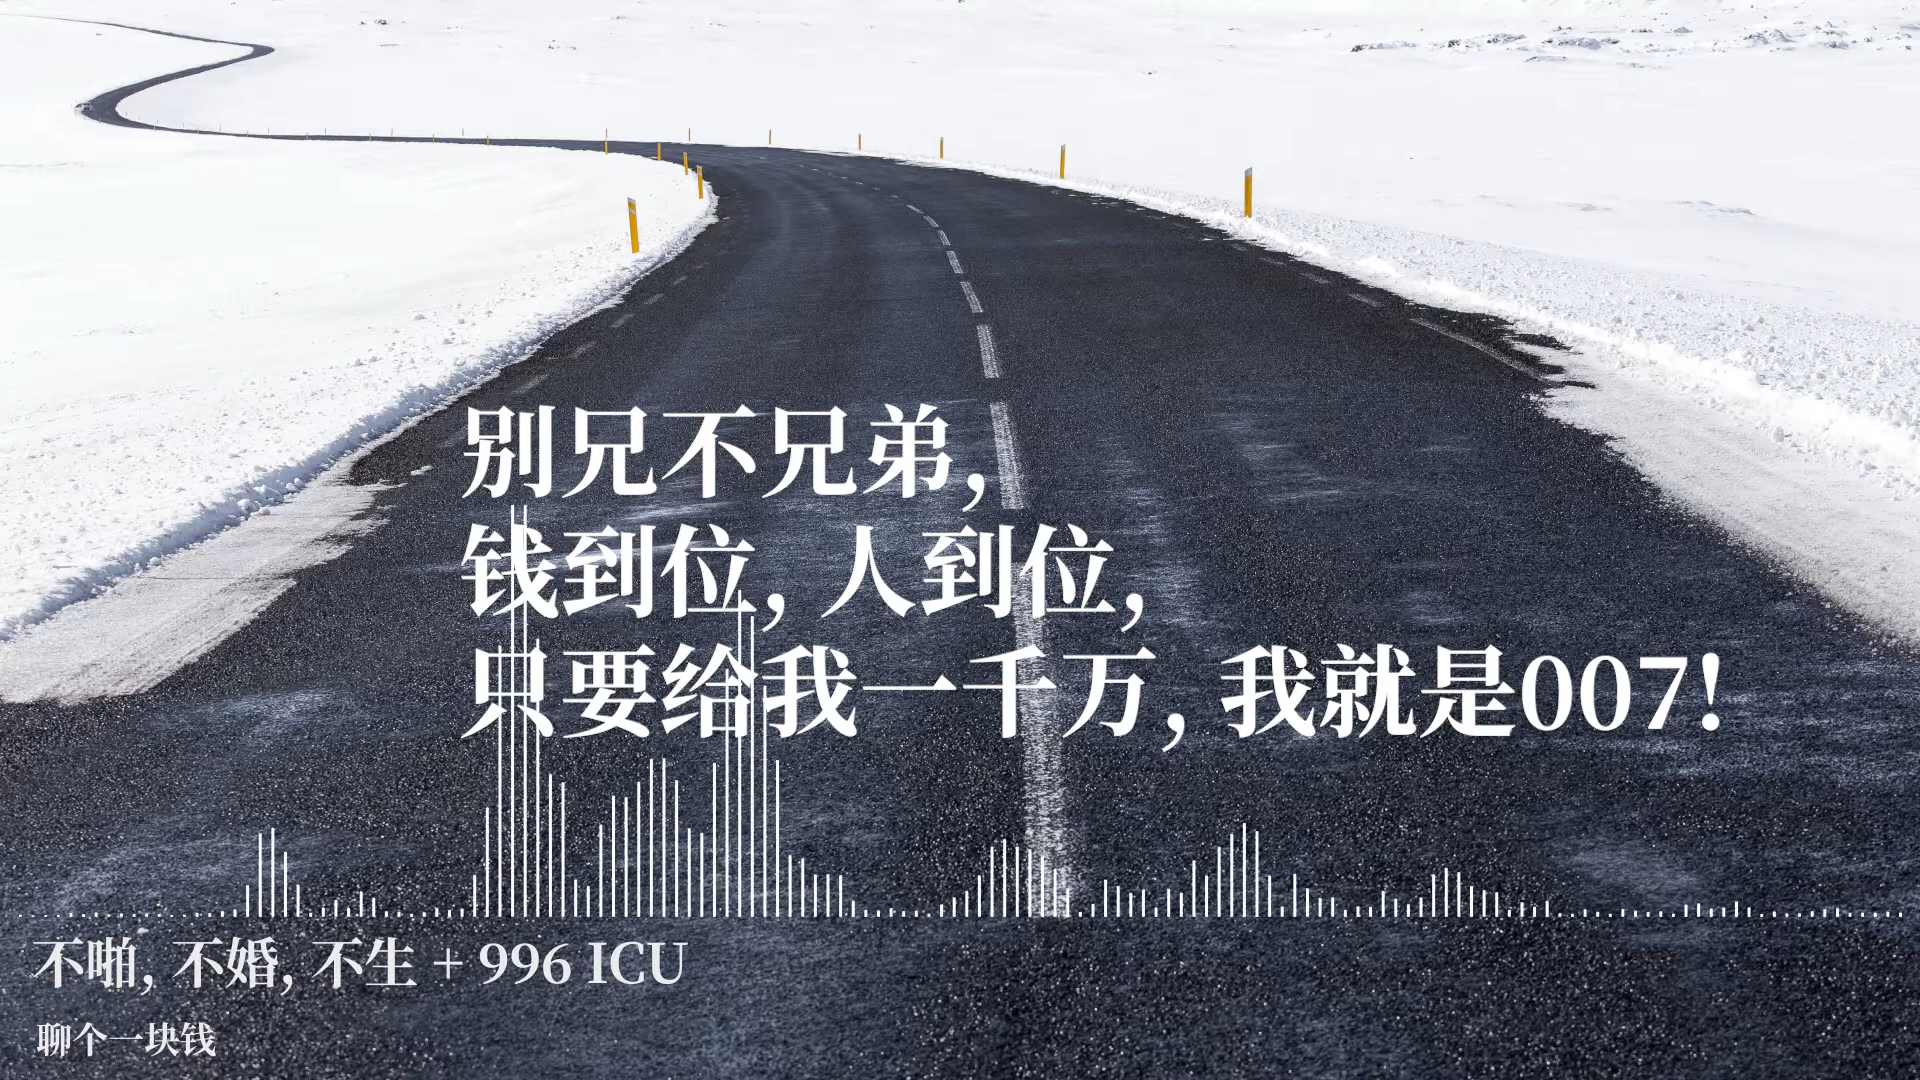 别兄不兄弟,
钱到位, 人到位,
只要给我一千万, 我就是007!
不啪, 不婚, 不生 + 996 ICU
聊个一块钱